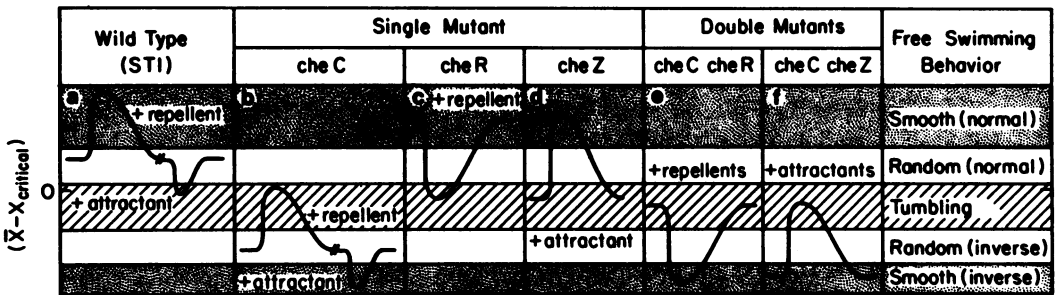 Wild Type
(STI)
Single Mutant
Double Mutants
Free Swimming
Behavior
che C
che R
che Z
che C che R
che C che Z
a
b
c
d
e
f
+ repellent
+ repellent
Smooth (normal)
+ repellents
+ attractants
Random (normal)
0
+ attractant
+ repellent
Tumbling
+ attractant
Random (inverse)
+ attractant
Smooth (inverse)
(X̄ – Xcritical)